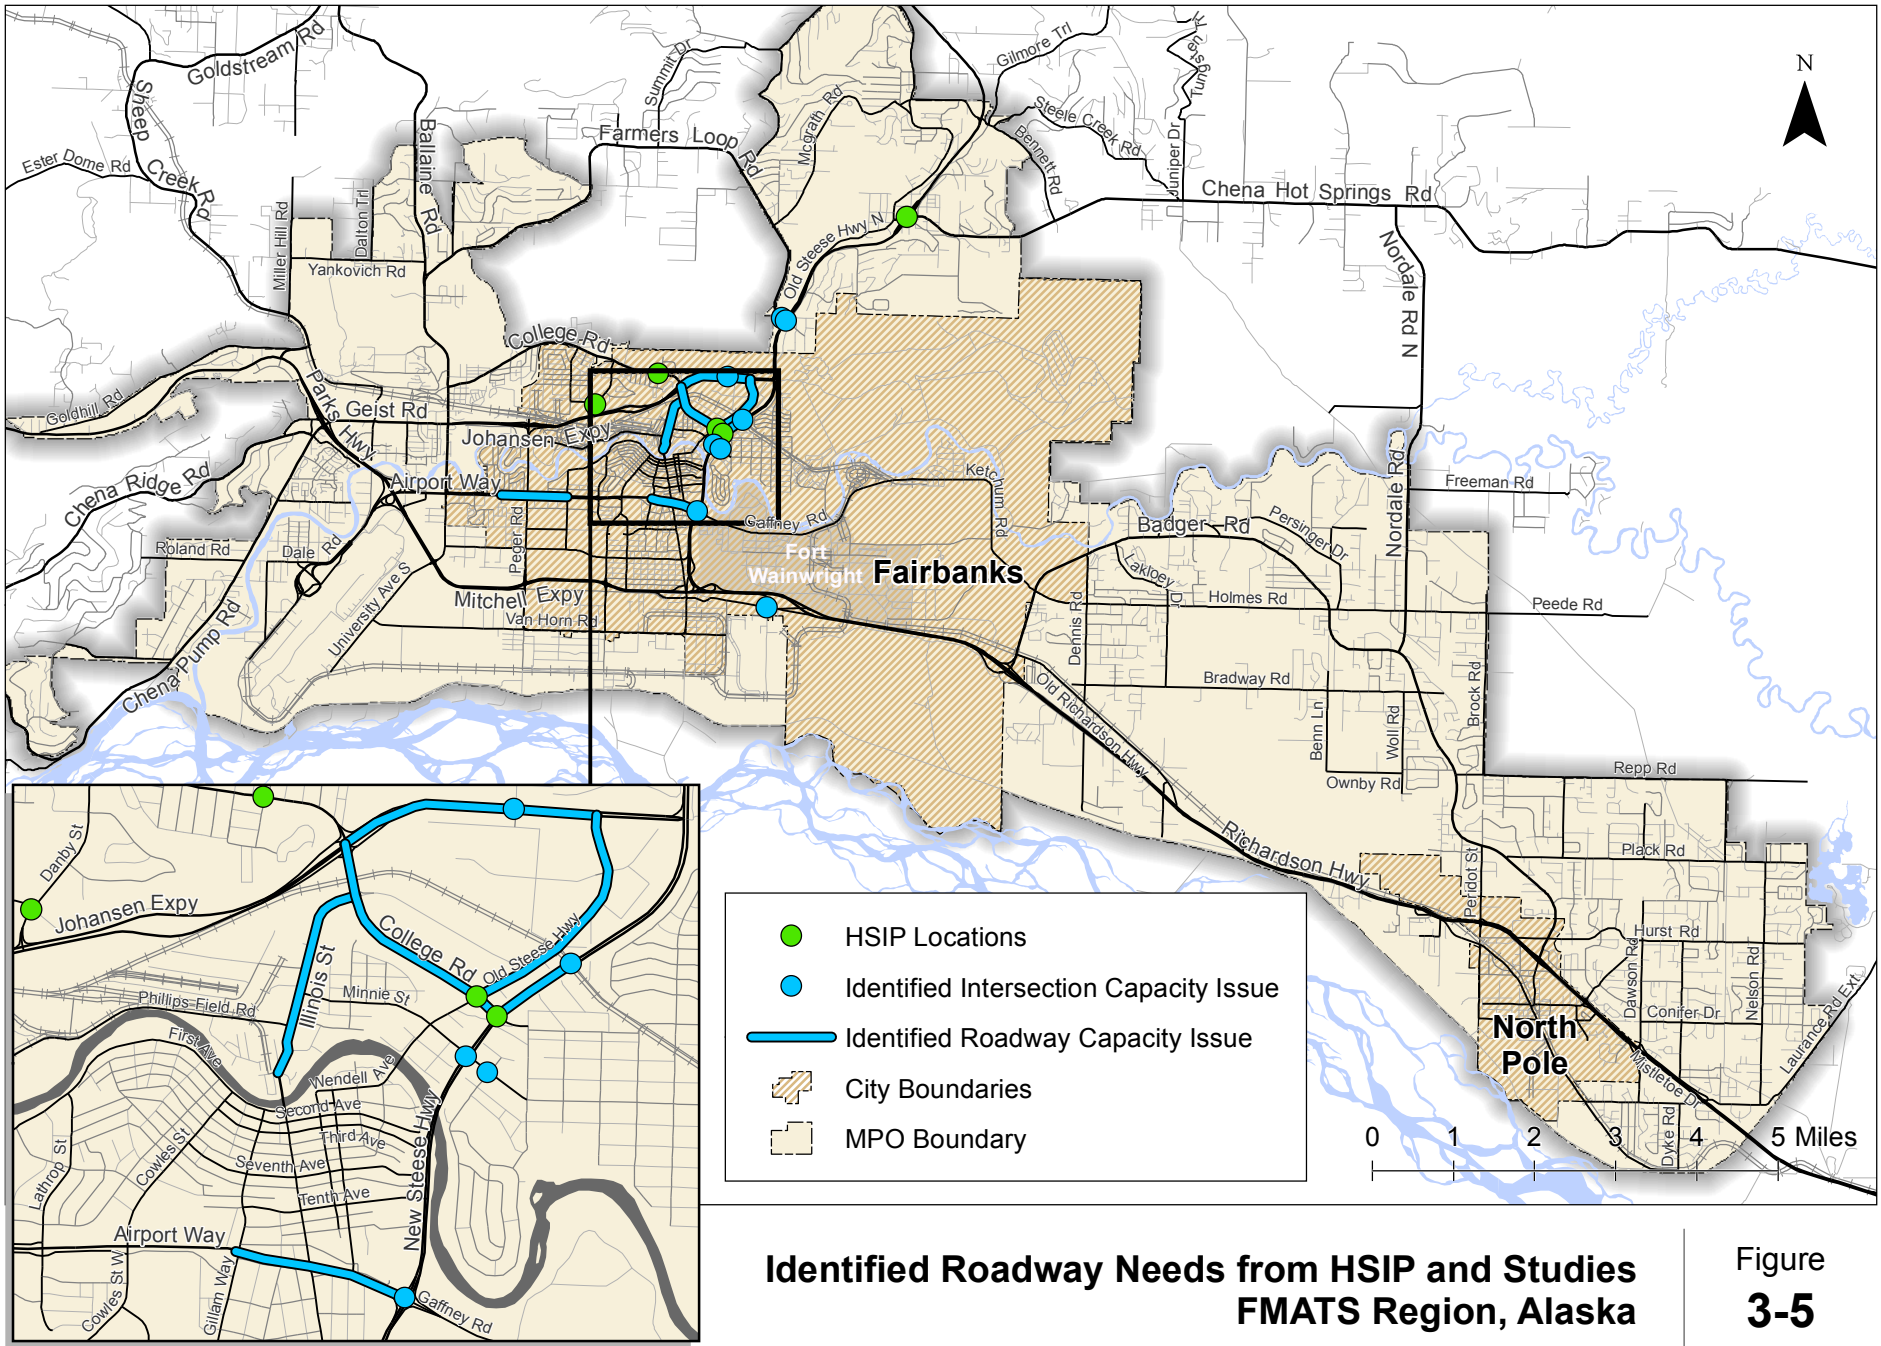 Goldstream Rd
Sheep Creek Rd
Ester Dome Rd
Ballaine Rd
Miller Hill Rd
Dalton Trl
Yankovich Rd
Summit Dr
Farmers Loop Rd
Mcgrath Rd
Gilmore Trl
Tungsten
Steele Creek Rd
Bennett Rd
Juniper Dr
Chena Hot Springs Rd
N
Old Steese Hwy N
Nordale Rd N
College Rd
Parks Hwy
Goldhill Rd
Geist Rd
Johansen Expy
Chena Ridge Rd
Airport Way
Ketchum Rd
Freeman Rd
Nordale Rd
Badger Rd
Persinger Dr
Gaffney Rd
Roland Rd
Dale Rd
Peger Rd
Fort
Wainwright
Fairbanks
Lakloey Dr
Holmes Rd
Peede Rd
University Ave S
Mitchell Expy
Van Horn Rd
Dennis Rd
Chena Pump Rd
Old Richardson Hwy
Bradway Rd
Benn Ln
Woll Rd
Brock Rd
Ownby Rd
Repp Rd
Richardson Hwy
Peridot St
Plack Rd
Hurst Rd
Dawson Rd
Nelson Rd
Conifer Dr
Laurance Rd Ext
North
Pole
Mistletoe Dr
Dyke Rd
0 1 2 3 4 5 Miles
Danby St
Johansen Expy
College Rd
Old Steese Hwy
Illinois St
Minnie St
Phillips Field Rd
First Ave
Wendell Ave
Second Ave
Third Ave
Seventh Ave
Tenth Ave
Cowles St
Lathrop St
New Steese Hwy
Airport Way
Cowles St W
Gillam Way
Gaffney Rd
HSIP Locations
Identified Intersection Capacity Issue
Identified Roadway Capacity Issue
City Boundaries
MPO Boundary
Identified Roadway Needs from HSIP and Studies
FMATS Region, Alaska
Figure
3-5